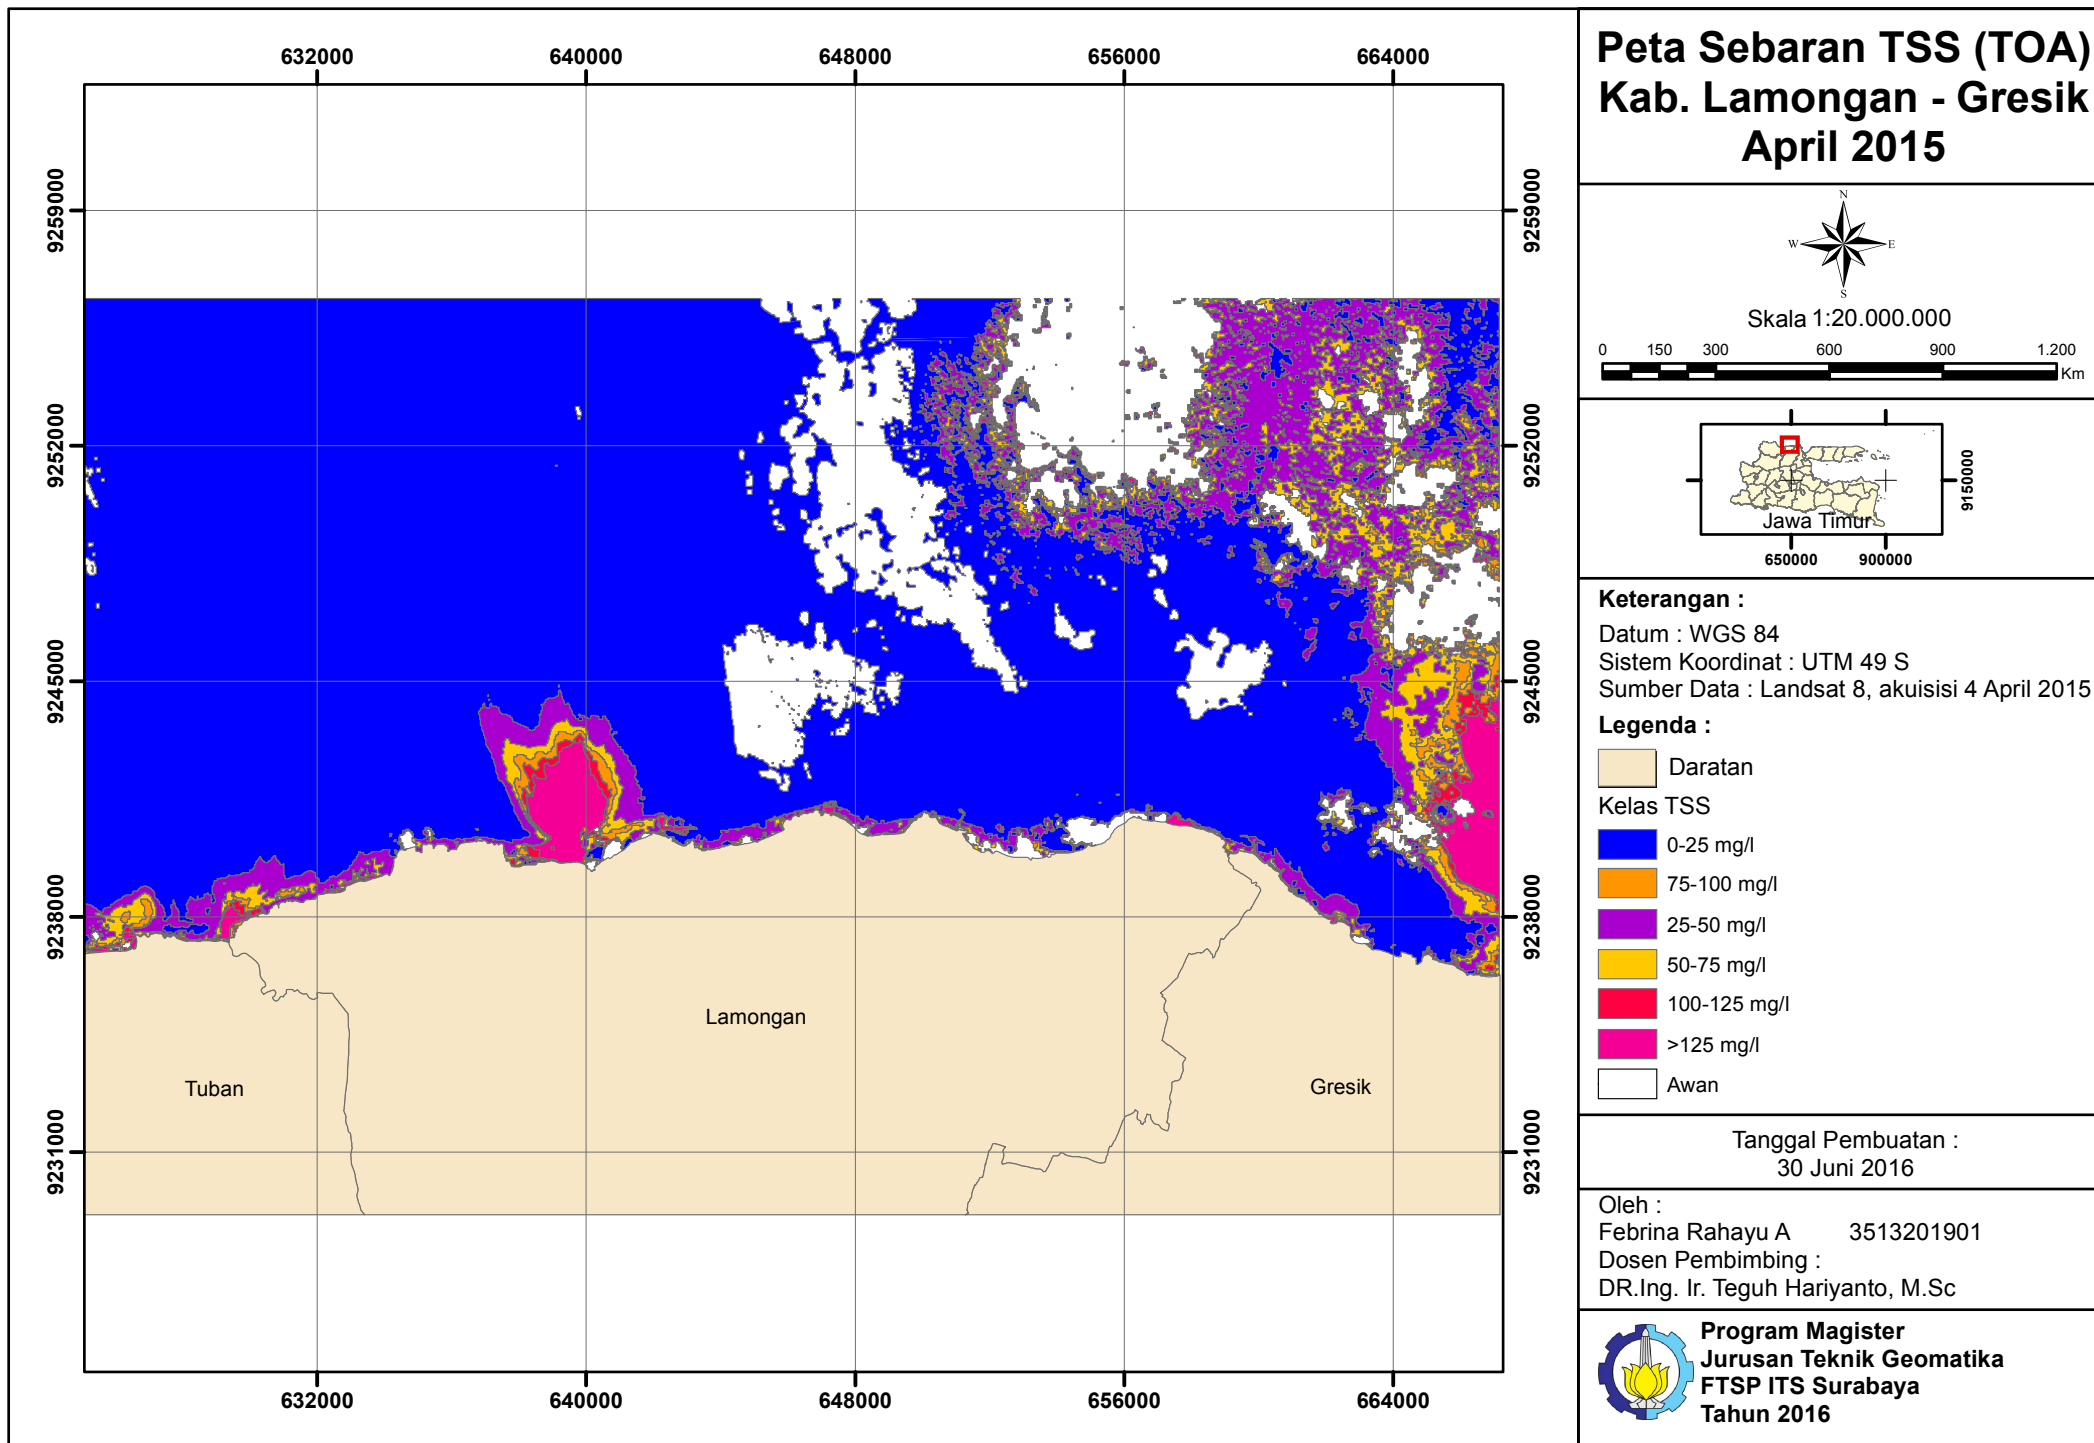 Peta Sebaran TSS (TOA)
Kab. Lamongan - Gresik
April 2015
632000
640000
648000
656000
664000
9259000
9259000
9252000
9252000
9245000
9245000
9238000
9238000
9231000
9231000
Tuban
Lamongan
Gresik
632000
640000
648000
656000
664000
N
W
E
S
Skala 1:20.000.000
0 150 300 600 900 1.200
Km
Jawa Timur
9150000
650000 900000
Keterangan :
Datum : WGS 84
Sistem Koordinat : UTM 49 S
Sumber Data : Landsat 8, akuisisi 4 April 2015
Legenda :
Daratan
Kelas TSS
0-25 mg/l
75-100 mg/l
25-50 mg/l
50-75 mg/l
100-125 mg/l
>125 mg/l
Awan
Tanggal Pembuatan :
30 Juni 2016
Oleh :
Febrina Rahayu A 3513201901
Dosen Pembimbing :
DR.Ing. Ir. Teguh Hariyanto, M.Sc
Program Magister
Jurusan Teknik Geomatika
FTSP ITS Surabaya
Tahun 2016